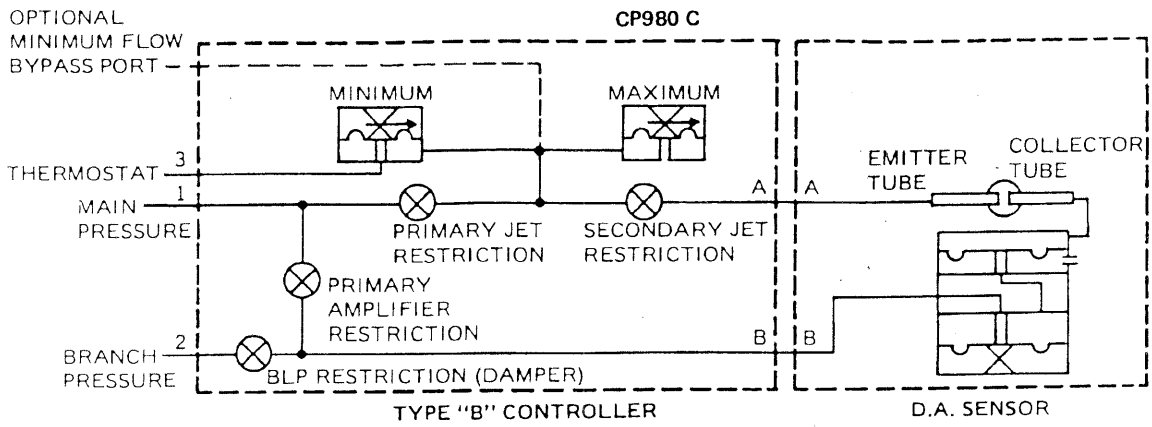 OPTIONAL
MINIMUM FLOW
BYPASS PORT
CP980 C
MINIMUM
MAXIMUM
THERMOSTAT
3
MAIN
PRESSURE
1
PRIMARY JET
RESTRICTION
SECONDARY JET
RESTRICTION
A
A
EMITTER
TUBE
COLLECTOR
TUBE
PRIMARY
AMPLIFIER
RESTRICTION
BRANCH
PRESSURE
2
BLP RESTRICTION (DAMPER)
B
B
TYPE "B" CONTROLLER
D.A. SENSOR